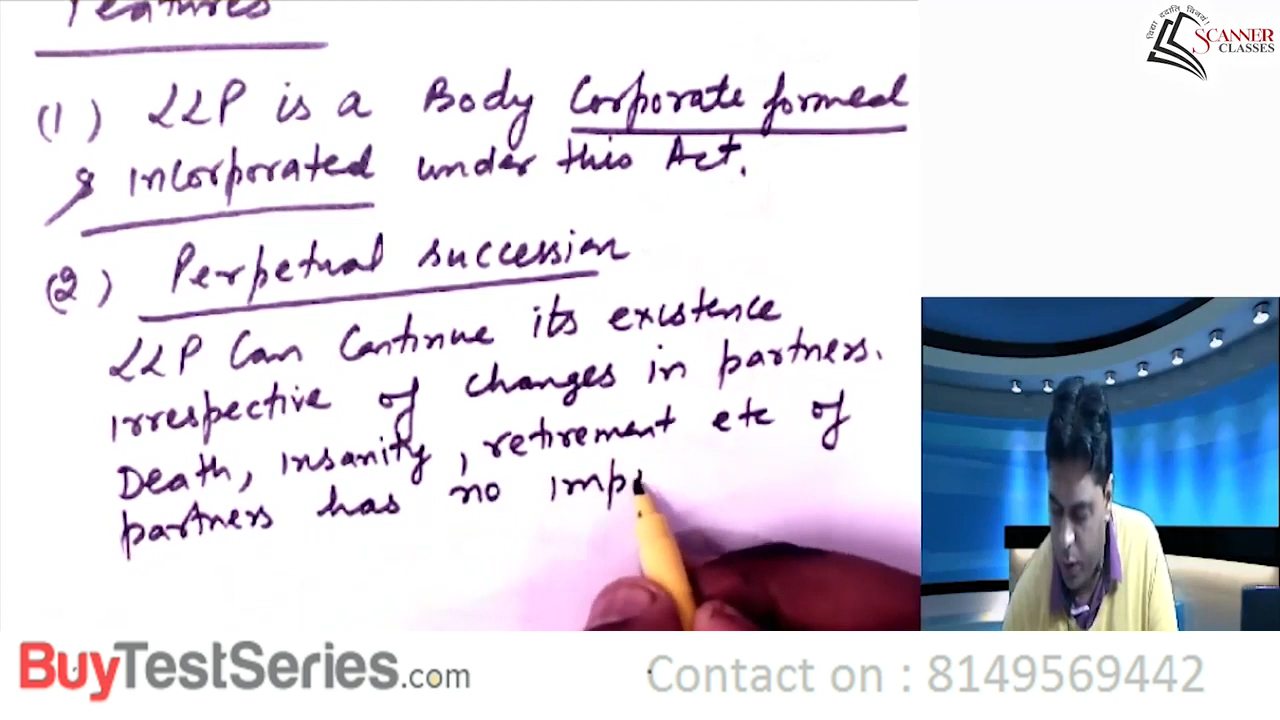 Features
(1) LLP is a Body Corporate formed
& incorporated under this Act.
(2) Perpetual succession
LLP Can Continue its existence
irrespective of changes in partners.
Death, insanity, retirement etc of
partners has no imp
विद्या ददाति विनयं।
SCANNER
CLASSES
BuyTestSeries.com
Contact on : 8149569442